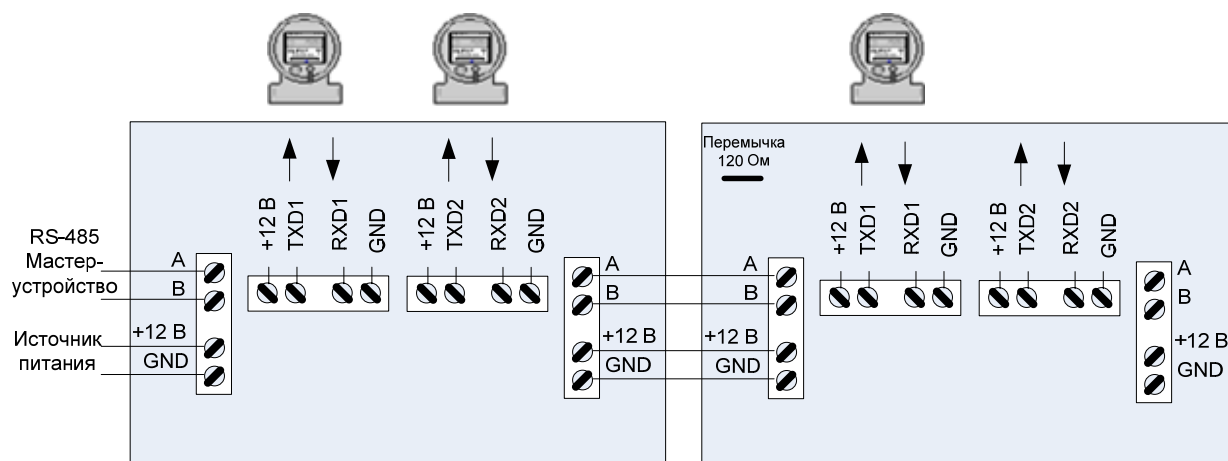 Перемычка
120 Ом
+12 В
TXD1
RXD1
GND
+12 В
TXD2
RXD2
GND
+12 В
TXD1
RXD1
GND
+12 В
TXD2
RXD2
GND
RS-485
Мастер-
устройство
A
B
+12 В
GND
Источник
питания
A
B
+12 В
GND
A
B
+12 В
GND
A
B
+12 В
GND